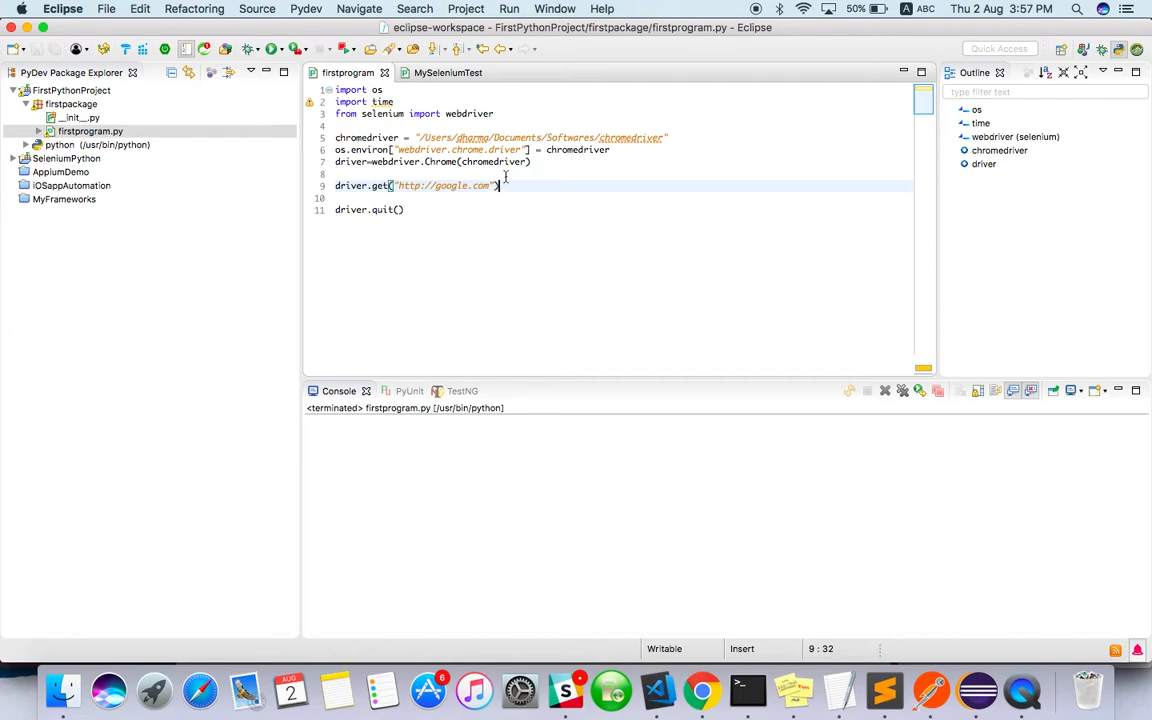 Eclipse File Edit Refactoring Source Pydev Navigate Search Project Run Window Help 50% ABC Thu 2 Aug 3:57 PM
eclipse-workspace - FirstPythonProject/firstpackage/firstprogram.py - Eclipse
Quick Access
PyDev Package Explorer
FirstPythonProject
firstpackage
__init__.py
firstprogram.py
python (/usr/bin/python)
SeleniumPython
AppiumDemo
iOSappAutomation
MyFrameworks
firstprogram MySeleniumTest
1 import os
2 import time
3 from selenium import webdriver
4
5 chromedriver = "/Users/dharma/Documents/Softwares/chromedriver"
6 os.environ["webdriver.chrome.driver"] = chromedriver
7 driver=webdriver.Chrome(chromedriver)
8
9 driver.get("http://google.com")
10
11 driver.quit()
Outline
type filter text
os
time
webdriver (selenium)
chromedriver
driver
Console PyUnit TestNG
<terminated> firstprogram.py [/usr/bin/python]
Writable Insert 9 : 32
AUG
2
6